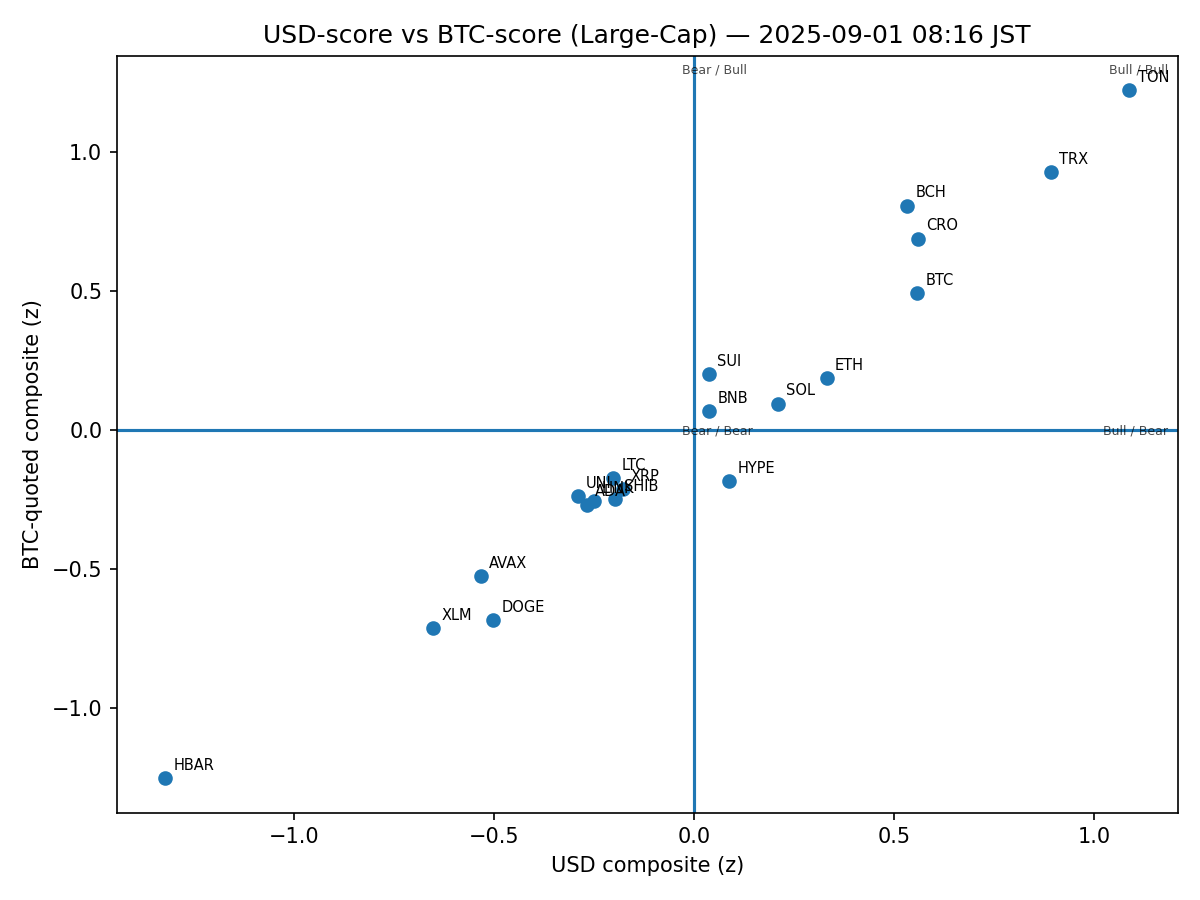 USD-score vs BTC-score (Large-Cap) — 2025-09-01 08:16 JST
Bear / Bull
Bull / Bull
TON
TRX
BCH
CRO
BTC
SUI
ETH
SOL
BNB
Bear / Bear
Bull / Bear
HYPE
LTC
XRP
UNI
LINK
SHIB
ADA
AVAX
DOGE
XLM
HBAR
1.0
0.5
0.0
−0.5
−1.0
BTC-quoted composite (z)
−1.0
−0.5
0.0
0.5
1.0
USD composite (z)